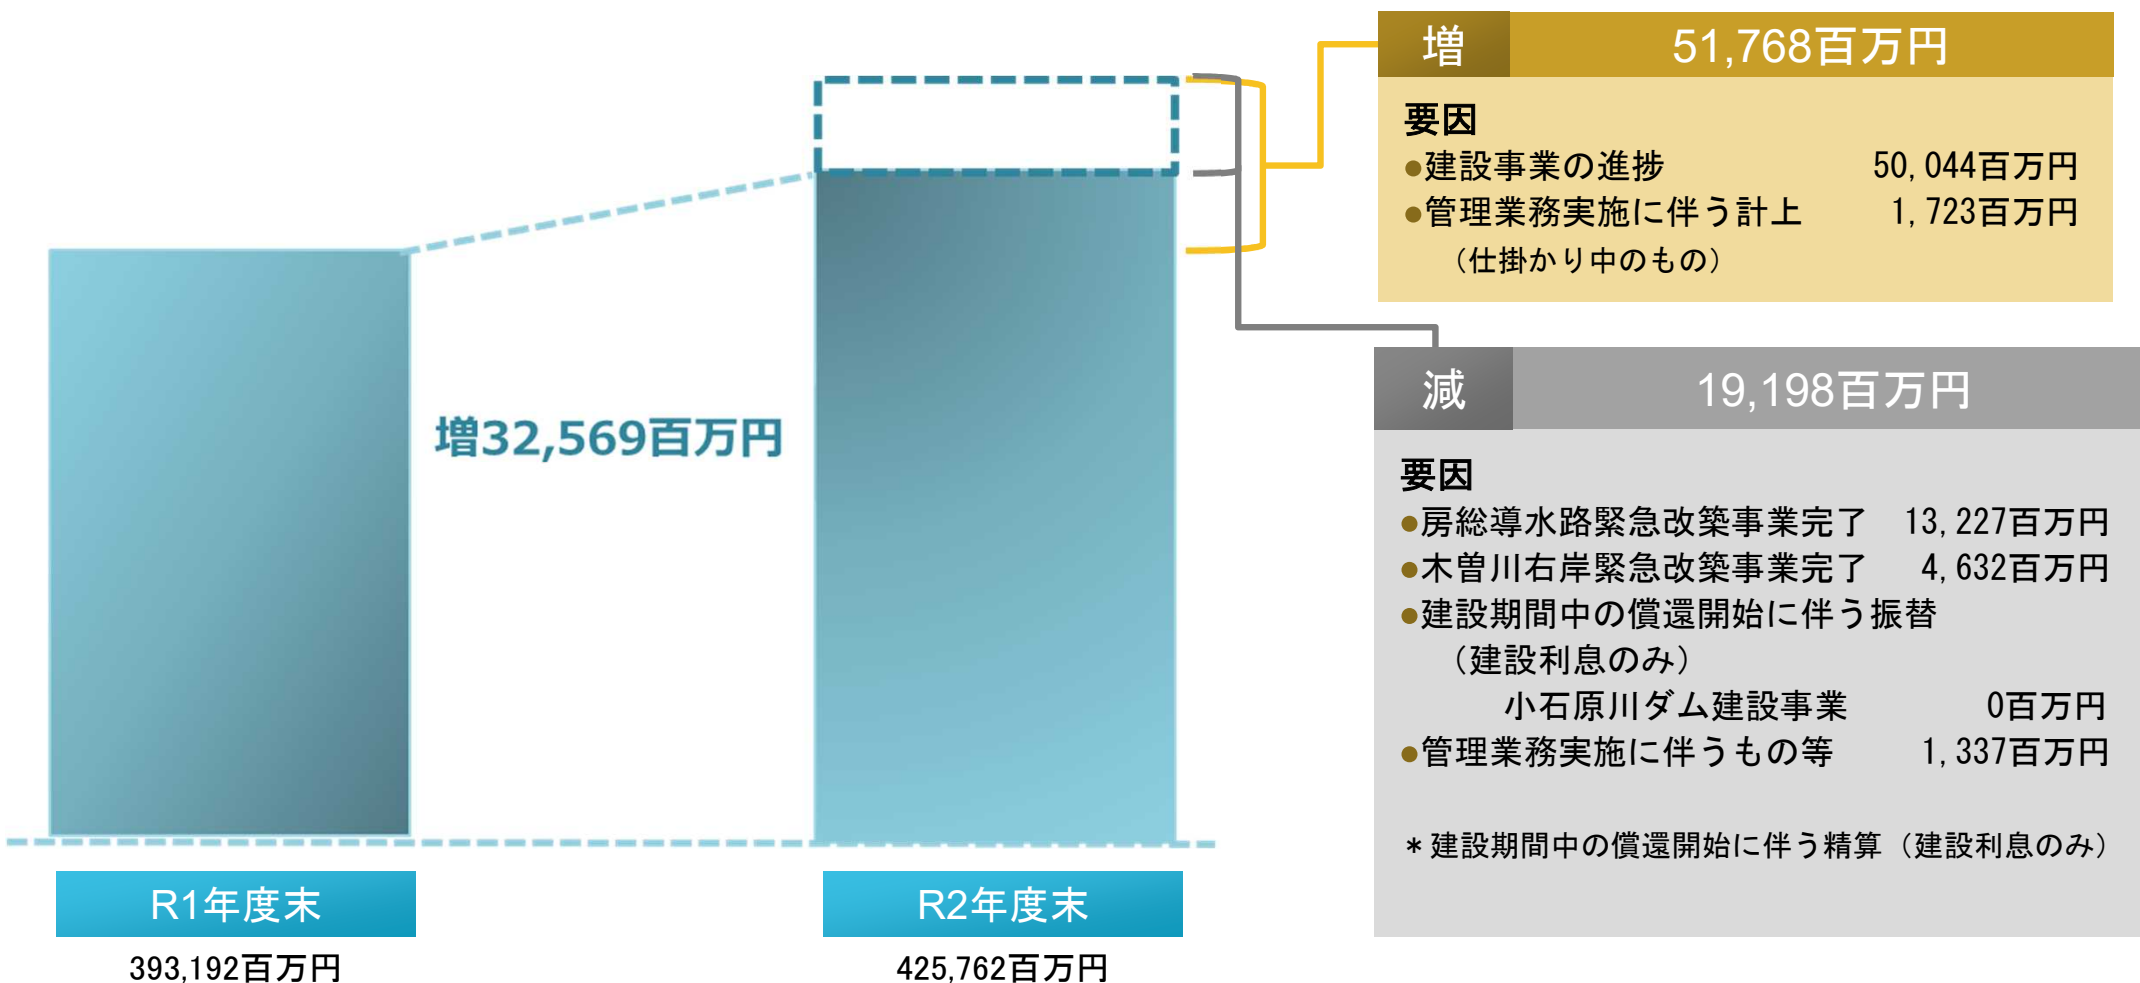 増 51,768百万円
要因
●建設事業の進捗 50,044百万円
●管理業務実施に伴う計上 1,723百万円
（仕掛かり中のもの）
増32,569百万円
減 19,198百万円
要因
●房総導水路緊急改築事業完了 13,227百万円
●木曽川右岸緊急改築事業完了 4,632百万円
●建設期間中の償還開始に伴う振替
（建設利息のみ）
小石原川ダム建設事業 0百万円
●管理業務実施に伴うもの等 1,337百万円
＊建設期間中の償還開始に伴う精算（建設利息のみ）
R1年度末
393,192百万円
R2年度末
425,762百万円